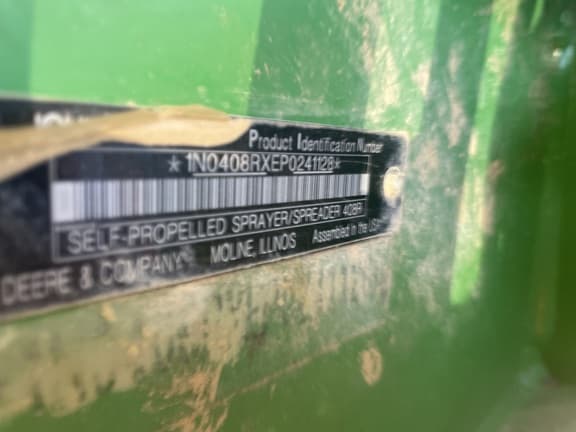 Product Identification Number
*1N0408RXEP0241128*
SELF-PROPELLED SPRAYER/SPREADER 408R
DEERE & COMPANY MOLINE, ILLINOIS Assembled in the USA